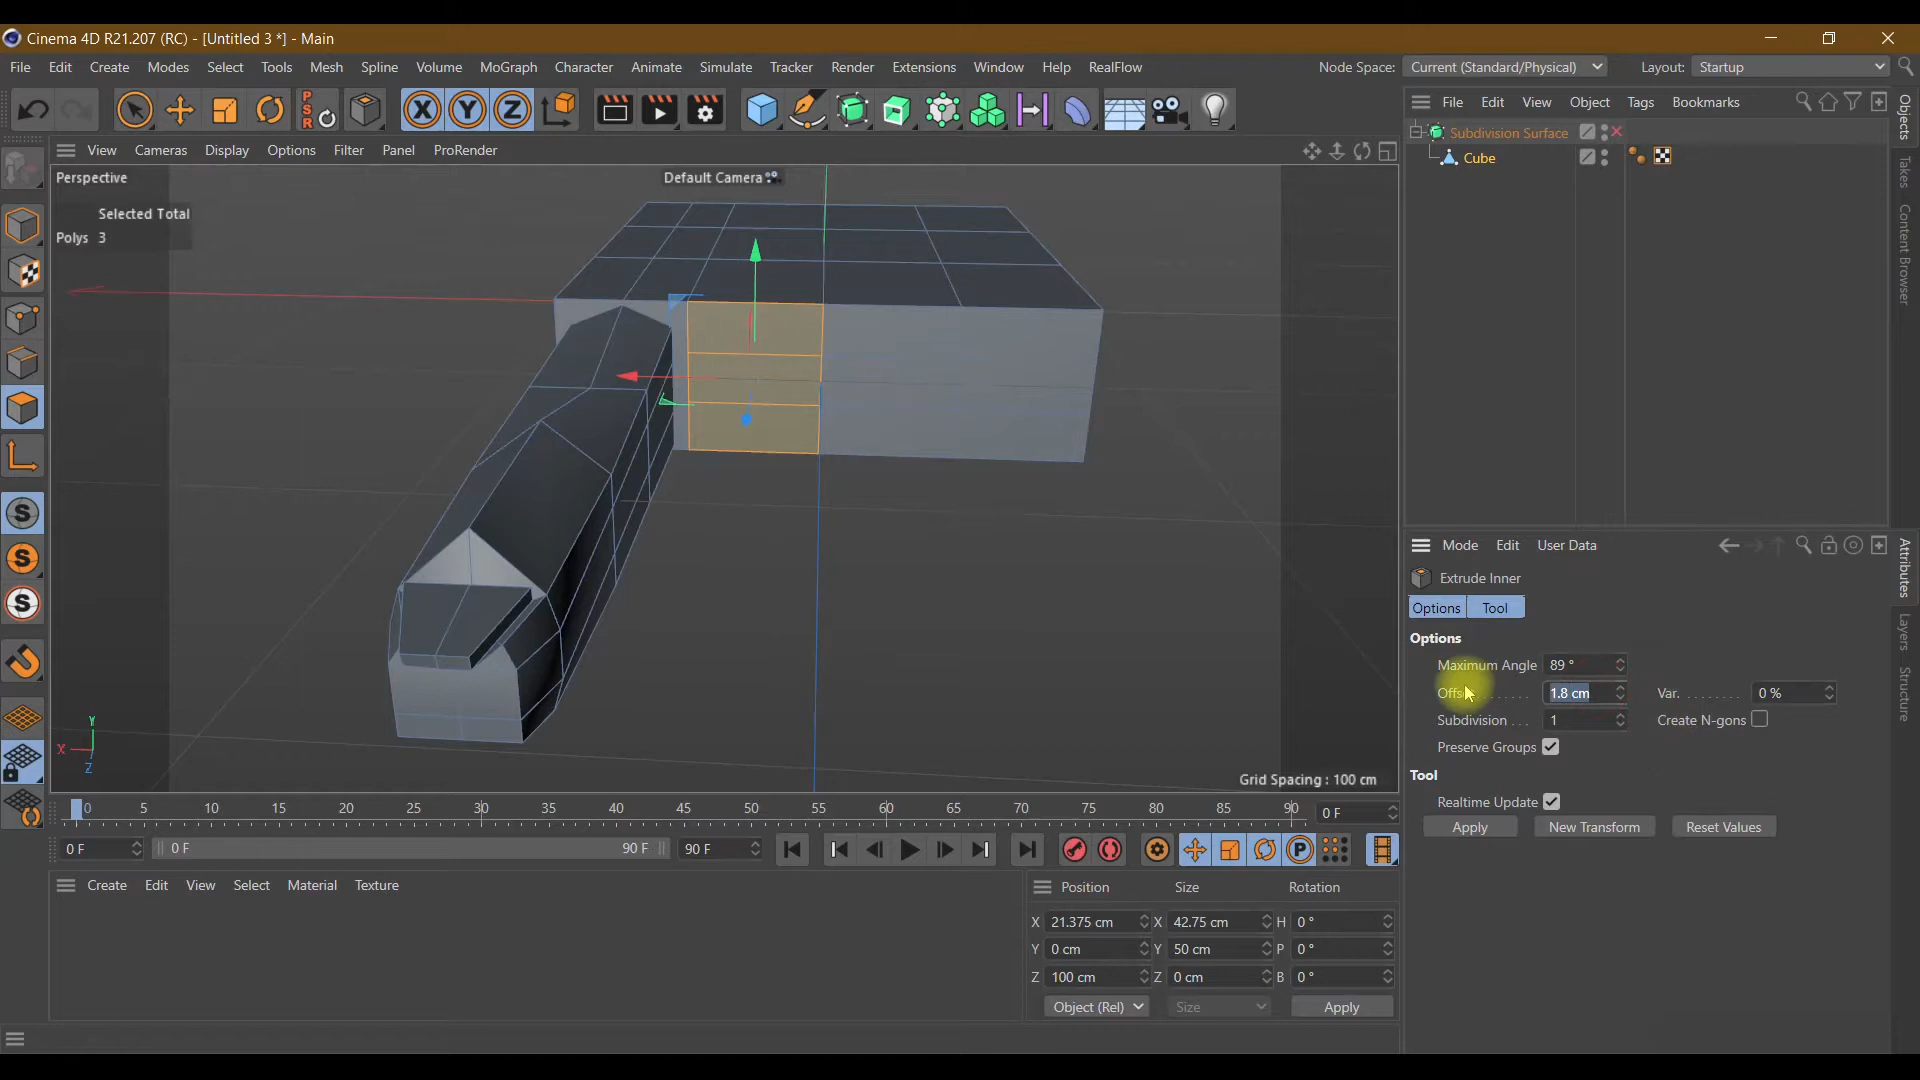 Cinema 4D R21.207 (RC) - [Untitled 3 *] - Main
File Edit Create Modes Select Tools Mesh Spline Volume MoGraph Character Animate Simulate Tracker Render Extensions Window Help RealFlow Node Space: Current (Standard/Physical) Layout: Startup
X Y Z
File Edit View Object Tags Bookmarks
Subdivision Surface
Cube
View Cameras Display Options Filter Panel ProRender
Perspective
Default Camera
Selected Total
Polys 3
Grid Spacing : 100 cm
Y
X
Z
Mode Edit User Data
Extrude Inner
Options Tool
Options
Maximum Angle 89 °
1.8 cm Var. 0 %
Subdivision 1 Create N-gons
Preserve Groups
Tool
Realtime Update
Apply New Transform Reset Values
Objects
Takes
Content Browser
Attributes
Layers
Structure
0 5 10 15 20 25 30 35 40 45 50 55 60 65 70 75 80 85 90 0 F
0 F 0 F 90 F 90 F
Create Edit View Select Material Texture
Position Size Rotation
X 21.375 cm X 42.75 cm H 0 °
Y 0 cm Y 50 cm P 0 °
Z 100 cm Z 0 cm B 0 °
Object (Rel) Size Apply